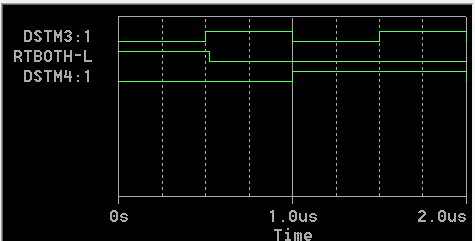 DSTM3:1
RTBOTH-L
DSTM4:1
0s 1.0us 2.0us
Time